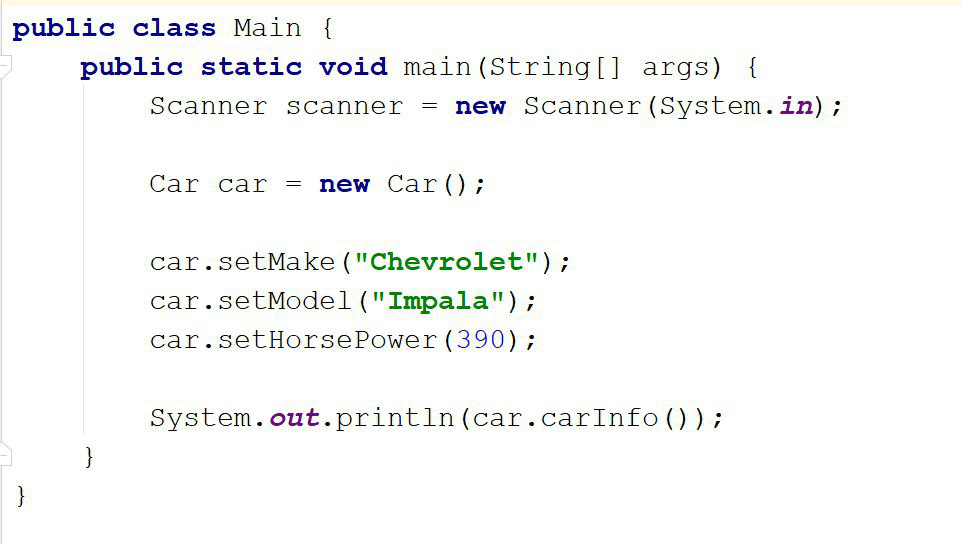 public class Main {
    public static void main(String[] args) {
        Scanner scanner = new Scanner(System.in);
        Car car = new Car();
        car.setMake("Chevrolet");
        car.setModel("Impala");
        car.setHorsePower(390);
        System.out.println(car.carInfo());
    }
}